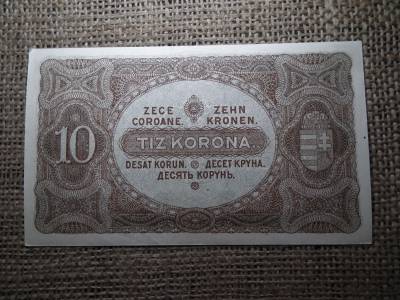 ZECE ZEHN
COROANE. KRONEN.
10 TIZ KORONA.
DESAT KORUN. ДЕСЕТ КРУНА.
ДЕСЯТЬ КОРУНЬ.